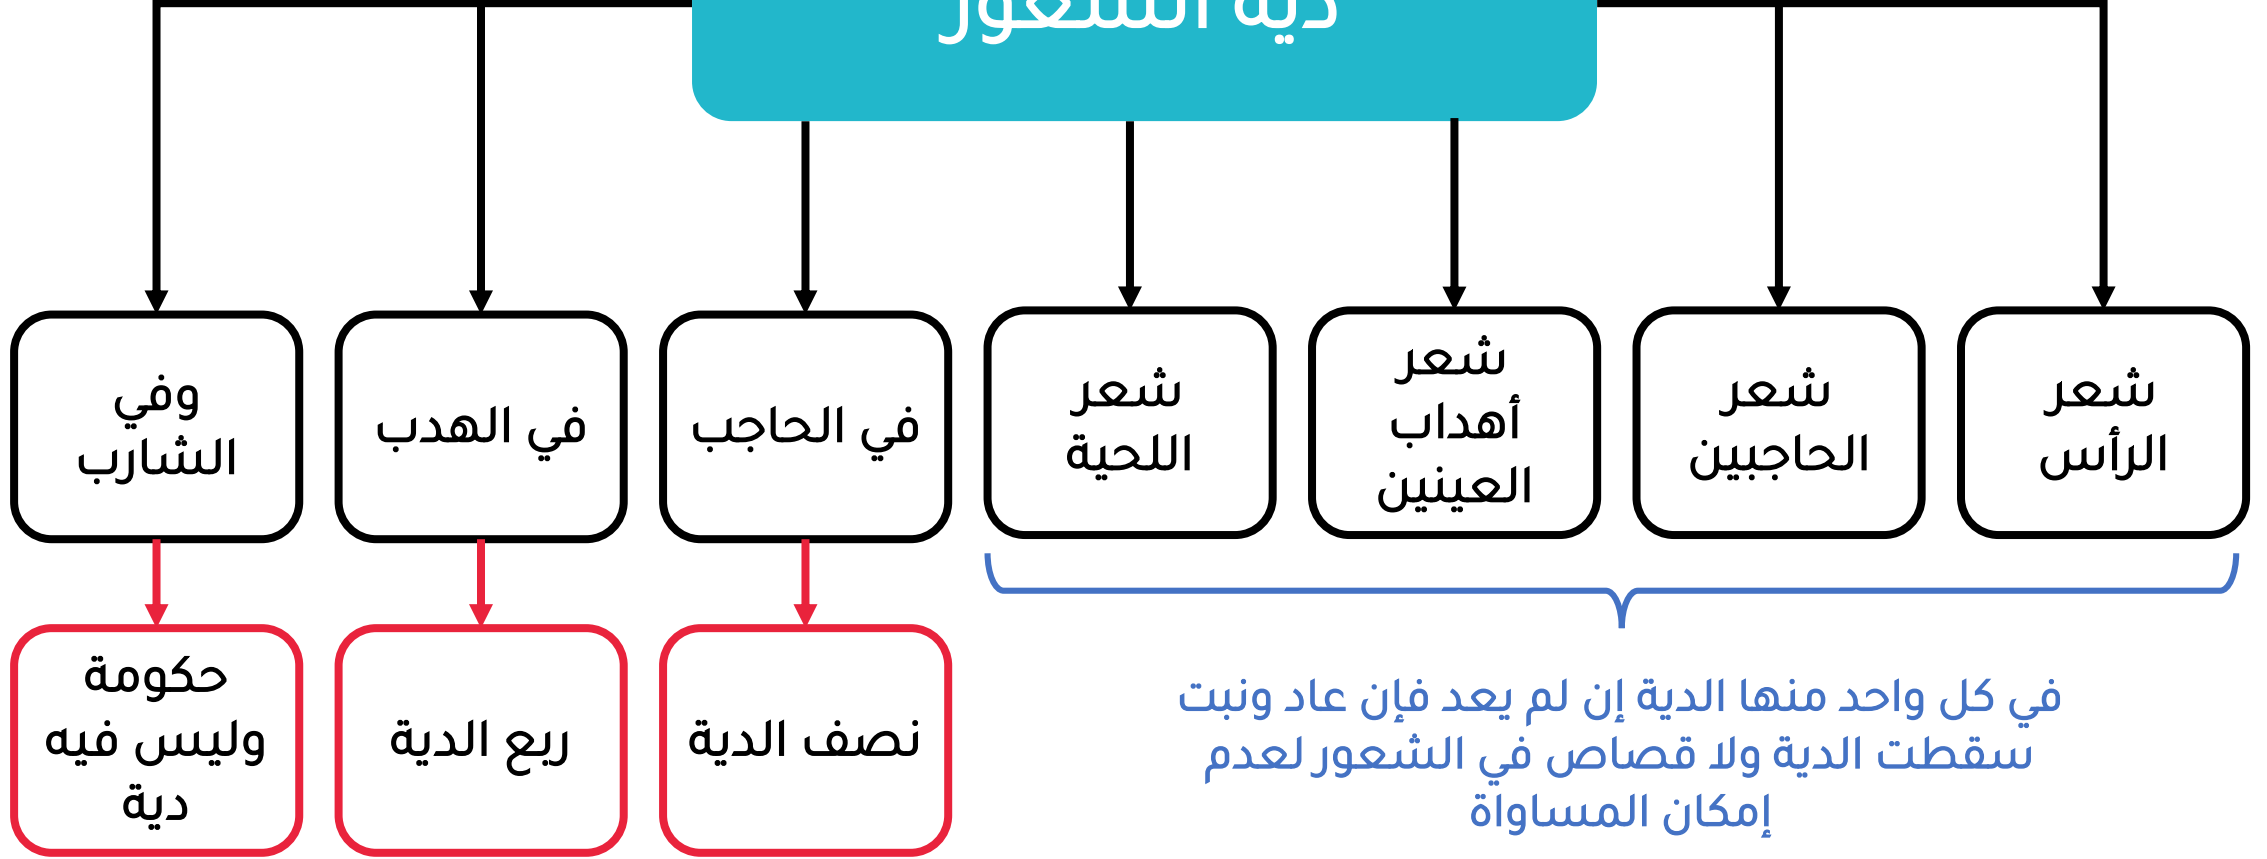 دية الشعور
شعر
الرأس
شعر
الحاجبين
شعر
أهداب
العينين
شعر
اللحية
في الحاجب
في الهدب
وفي
الشارب
في كل واحد منها الدية إن لم يعد فإن عاد ونبت
سقطت الدية ولا قصاص في الشعور لعدم
إمكان المساواة
نصف الدية
ربع الدية
حكومة
وليس فيه
دية